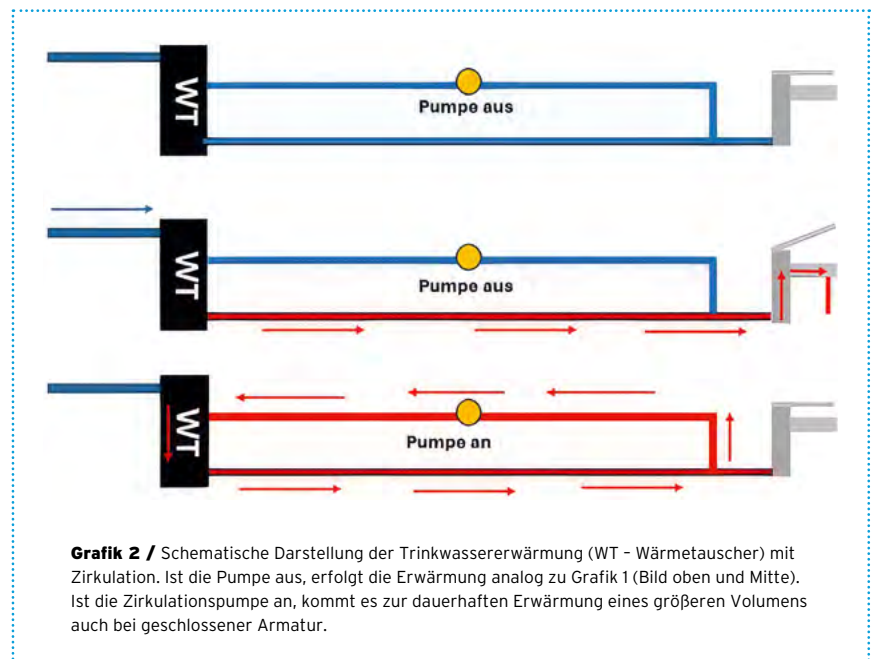 WT
Pumpe aus
WT
Pumpe aus
WT
Pumpe an
Grafik 2 / Schematische Darstellung der Trinkwassererwärmung (WT – Wärmetauscher) mit
Zirkulation. Ist die Pumpe aus, erfolgt die Erwärmung analog zu Grafik 1 (Bild oben und Mitte).
Ist die Zirkulationspumpe an, kommt es zur dauerhaften Erwärmung eines größeren Volumens
auch bei geschlossener Armatur.